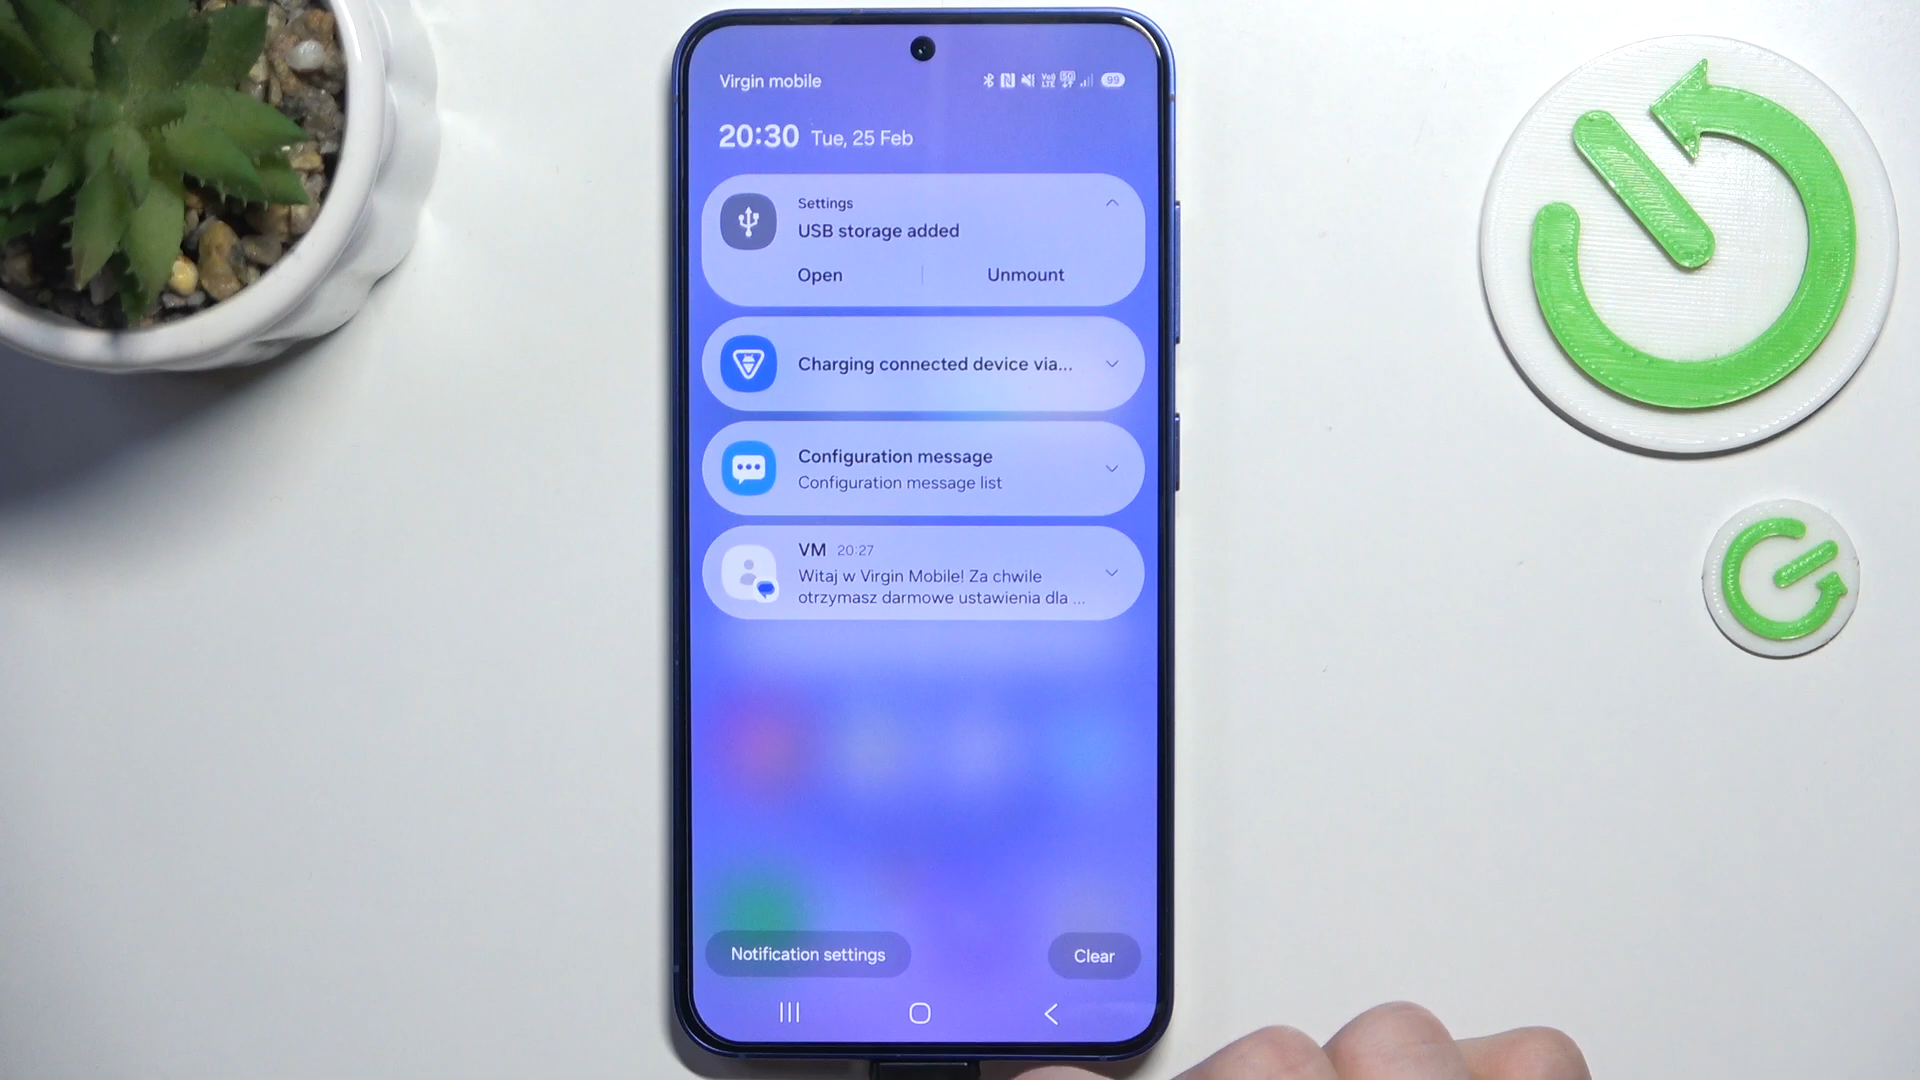 Virgin mobile
99
20:30 Tue, 25 Feb
Settings
USB storage added
Open
Unmount
Charging connected device via...
Configuration message
Configuration message list
VM 20:27
Witaj w Virgin Mobile! Za chwile
otrzymasz darmowe ustawienia dla ...
Notification settings
Clear